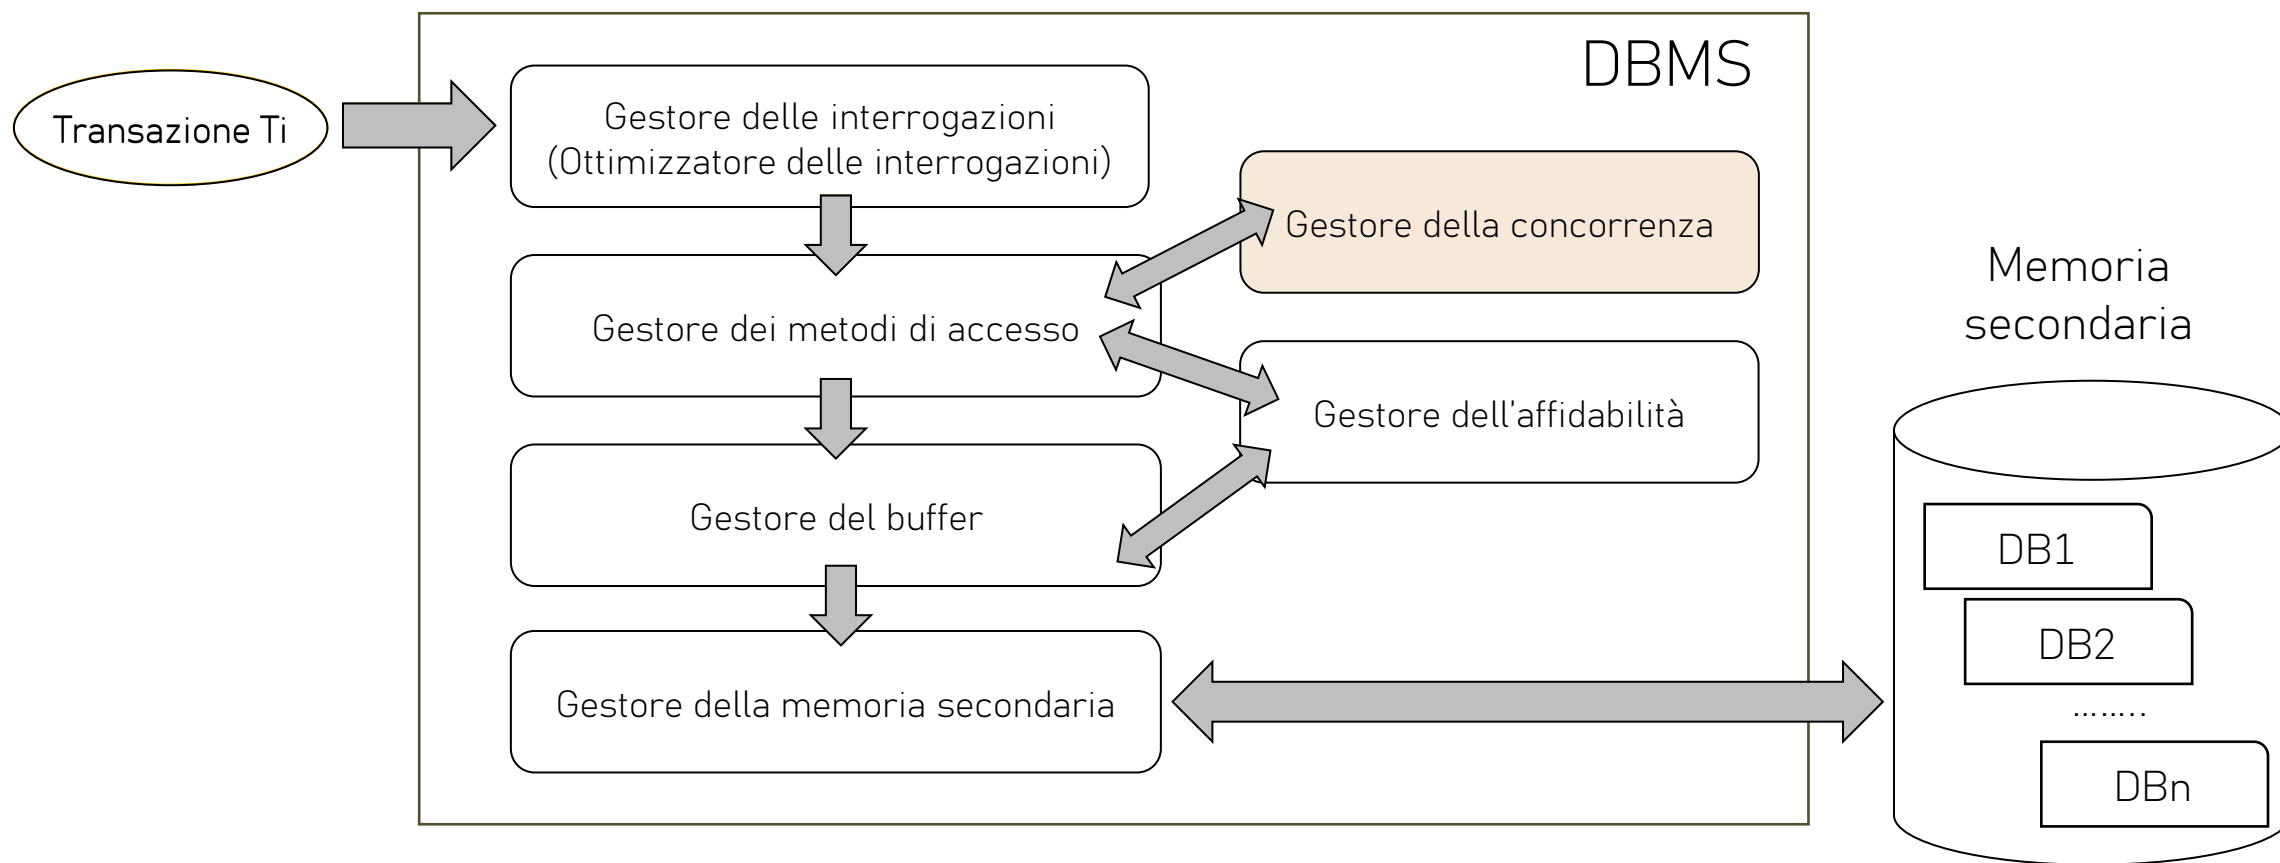 DBMS
Transazione Ti
Gestore delle interrogazioni
(Ottimizzatore delle interrogazioni)
Gestore della concorrenza
Gestore dei metodi di accesso
Gestore dell'affidabilità
Gestore del buffer
Gestore della memoria secondaria
Memoria
secondaria
DB1
DB2
........
DBn